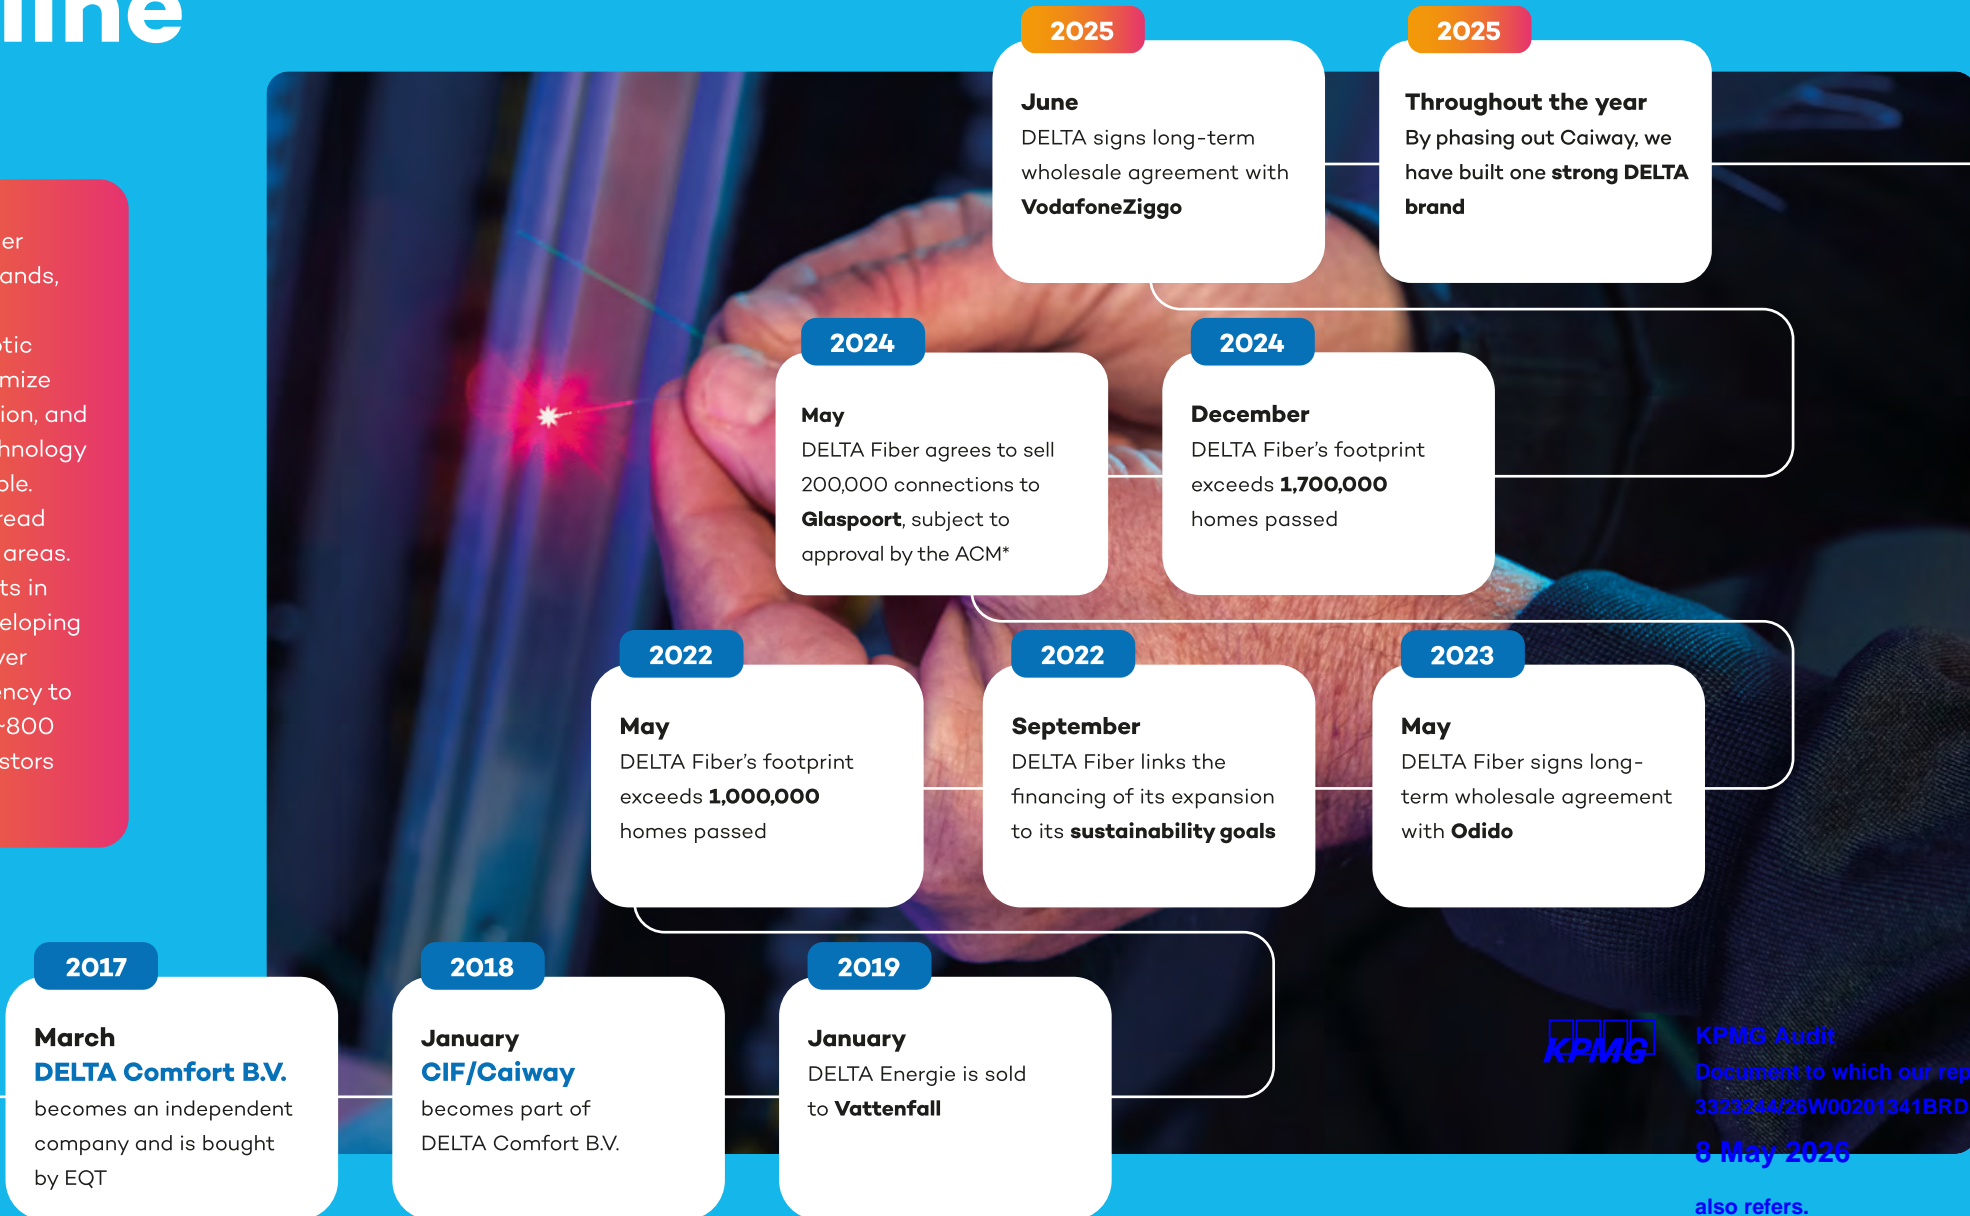 line
er
ands,
otic
mize
ion, and
hnology
ole.
read
areas.
ts in
eloping
ver
ency to
~800
stors
2025
June
DELTA signs long-term
wholesale agreement with
VodafoneZiggo
2025
Throughout the year
By phasing out Caiway, we
have built one strong DELTA
brand
2024
May
DELTA Fiber agrees to sell
200,000 connections to
Glaspoort, subject to
approval by the ACM*
2024
December
DELTA Fiber's footprint
exceeds 1,700,000
homes passed
2022
May
DELTA Fiber's footprint
exceeds 1,000,000
homes passed
2022
September
DELTA Fiber links the
financing of its expansion
to its sustainability goals
2023
May
DELTA Fiber signs long-
term wholesale agreement
with Odido
2017
March
DELTA Comfort B.V.
becomes an independent
company and is bought
by EQT
2018
January
CIF/Caiway
becomes part of
DELTA Comfort B.V.
2019
January
DELTA Energie is sold
to Vattenfall
KPMG
KPMG Audit
Document to which our rep
3323244/26W00201341BRD
8 May 2026
also refers.